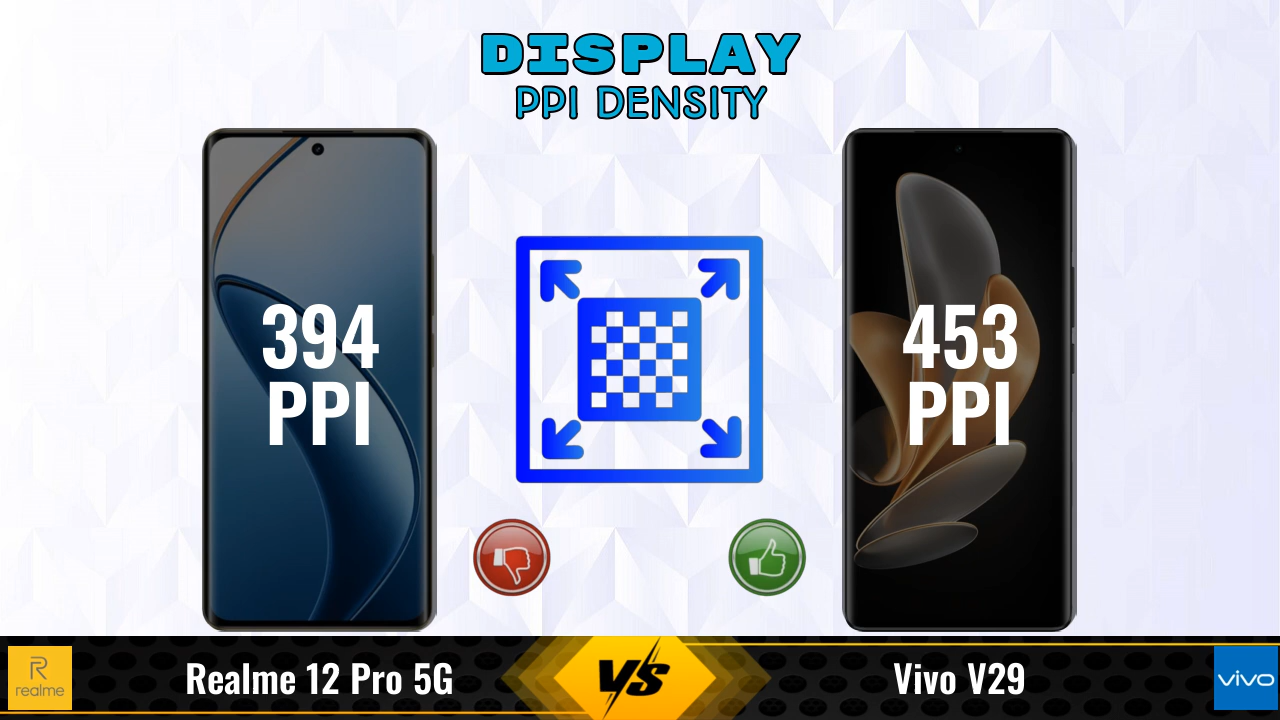 DISPLAY
PPI DENSITY
394
PPI
453
PPI
realme
Realme 12 Pro 5G
VS
Vivo V29
vivo